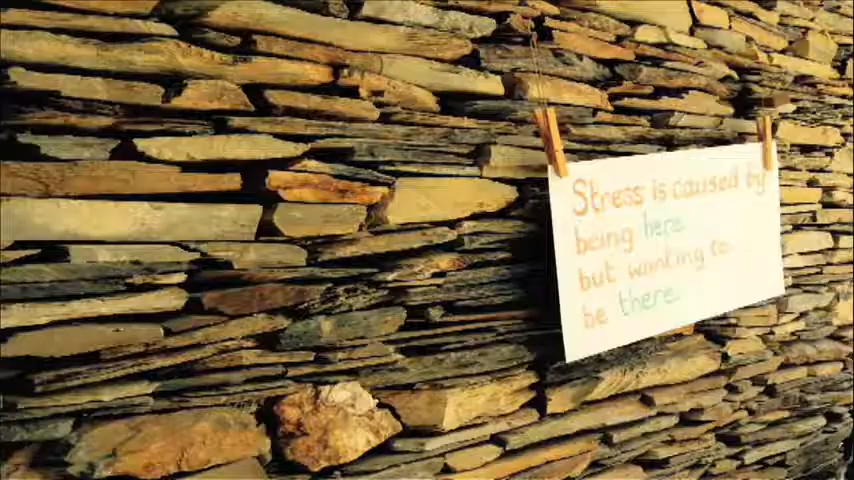 Stress is caused by
being here
but wanting to
be there.